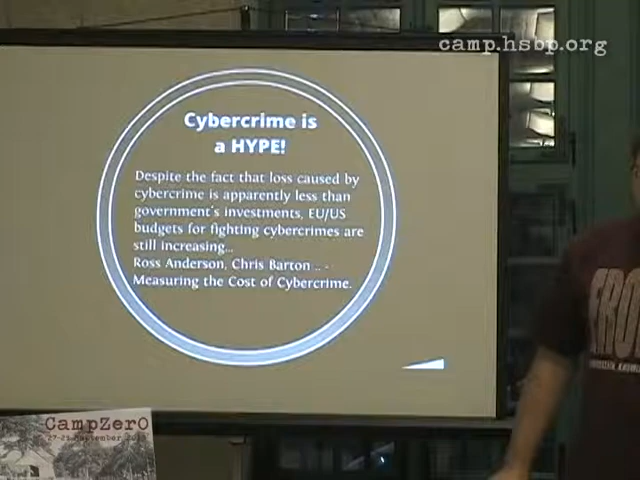 camp.hsbp.org
Cybercrime is
a HYPE!
Despite the fact that loss caused by
cybercrime is apparently less than
government's investments, EU/US
budgets for fighting cybercrimes are
still increasing...
Ross Anderson, Chris Barton .. -
Measuring the Cost of Cybercrime.
CampZer0